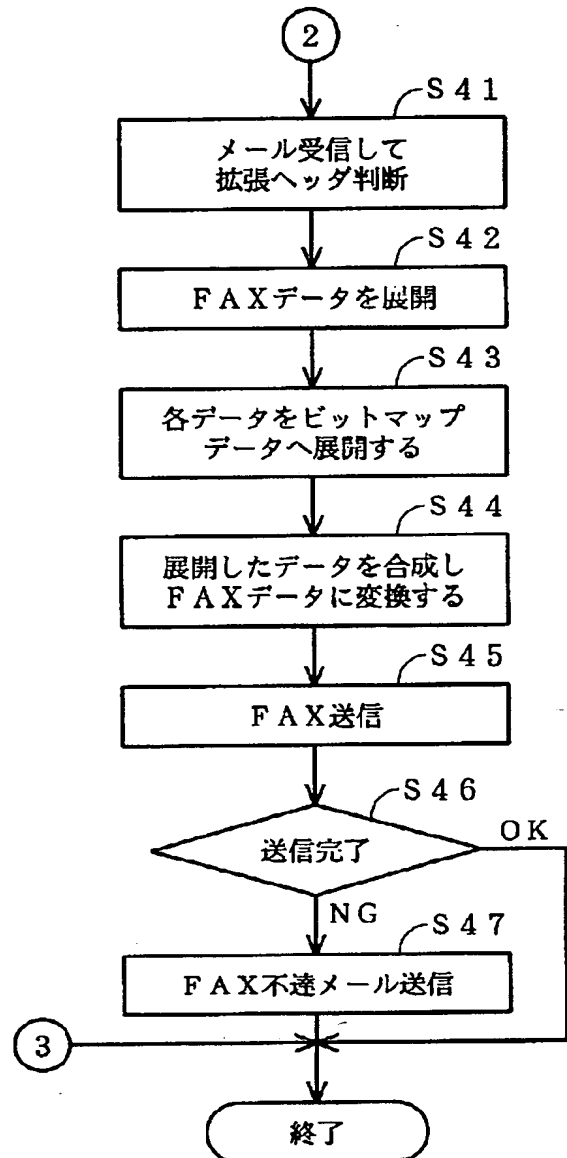 2
S41
メール受信して
拡張ヘッダ判断
S42
FAXデータを展開
S43
各データをビットマップ
データへ展開する
S44
展開したデータを合成し
FAXデータに変換する
S45
FAX送信
S46
送信完了
OK
NG
S47
FAX不達メール送信
3
終了